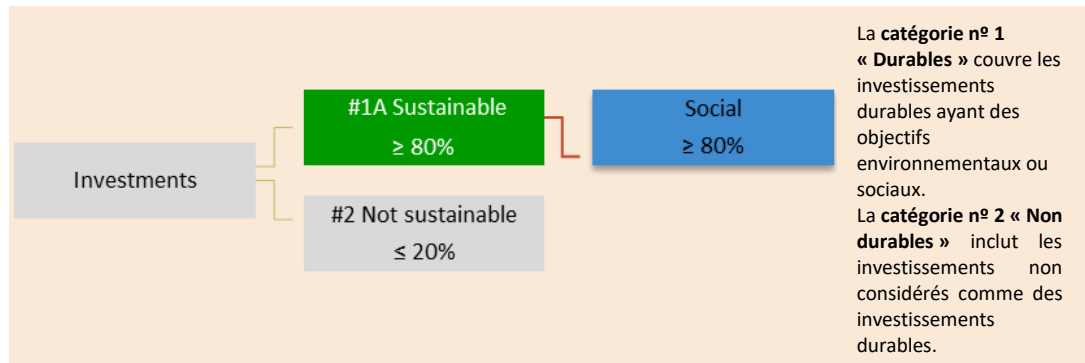 Investments
#1A Sustainable
≥ 80%
Social
≥ 80%
#2 Not sustainable
≤ 20%
La catégorie nº 1
« Durables » couvre les
investissements
durables ayant des
objectifs
environnementaux ou
sociaux.
La catégorie nº 2 « Non
durables » inclut les
investissements non
considérés comme des
investissements
durables.